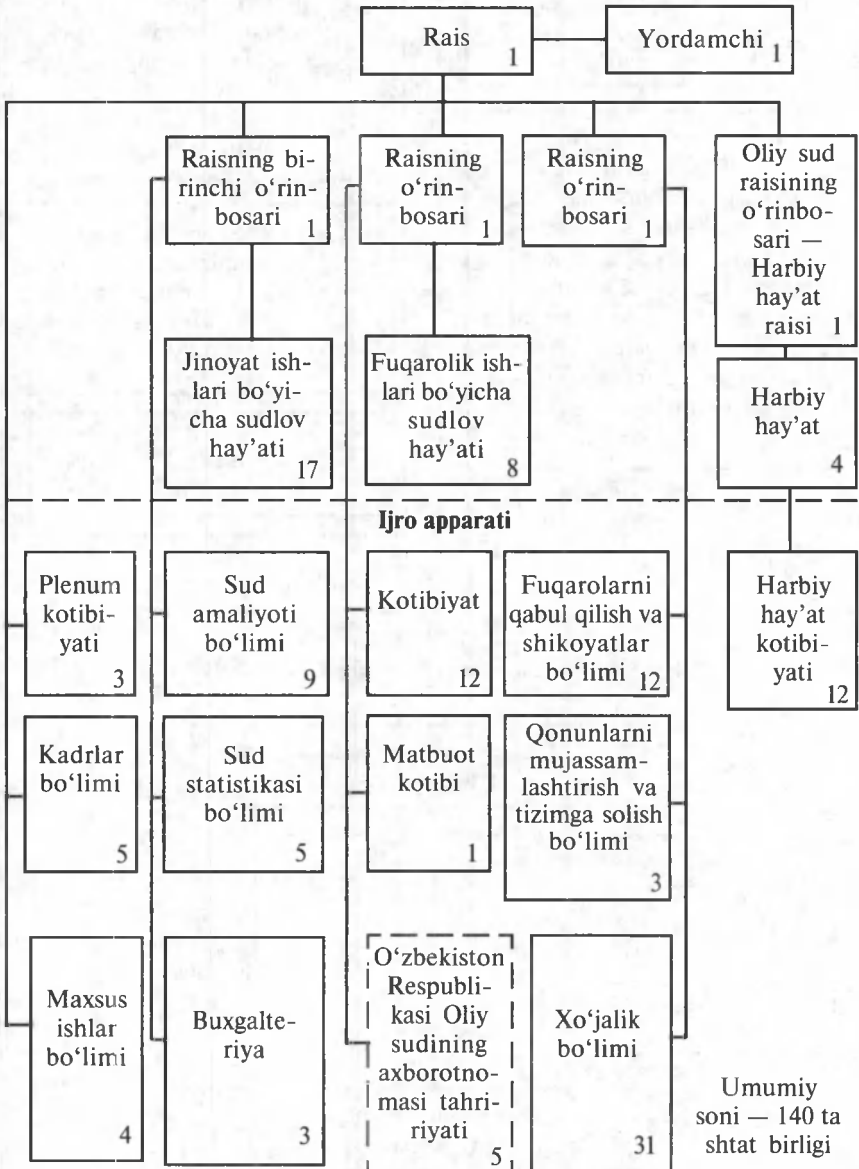 Rais
1
Yordamchi
1
Raisning bi-
rinchi o‘rin-
bosari
1
Raisning
o‘rin-
bosari
1
Raisning
o‘rin-
bosari
1
Oliy sud
raisining
o‘rinbo-
sari —
Harbiy
hay’at
raisi 1
Jinoyat ish-
lari bo‘yi-
cha sudlov
hay’ati
17
Fuqarolik ish-
lari bo‘yicha
sudlov
hay’ati
8
Harbiy
hay’at
4
Ijro apparati
Plenum
kotibi-
yati
3
Sud
amaliyoti
bo‘limi
9
Kotibiyat
12
Fuqarolarni
qabul qilish va
shikoyatlar
bo‘limi 12
Harbiy
hay’at
kotibi-
yati
12
Kadrlar
bo‘limi
5
Sud
statistikasi
bo‘limi
5
Matbuot
kotibi
1
Qonunlarni
mujassam-
lashtirish va
tizimga solish
bo‘limi
3
Maxsus
ishlar
bo‘limi
4
Buxgalte-
riya
3
O‘zbekiston
Respubli-
kasi Oliy
sudining
axborotno-
masi tahri-
riyati
5
Xo‘jalik
bo‘limi
31
Umumiy
soni — 140 ta
shtat birligi